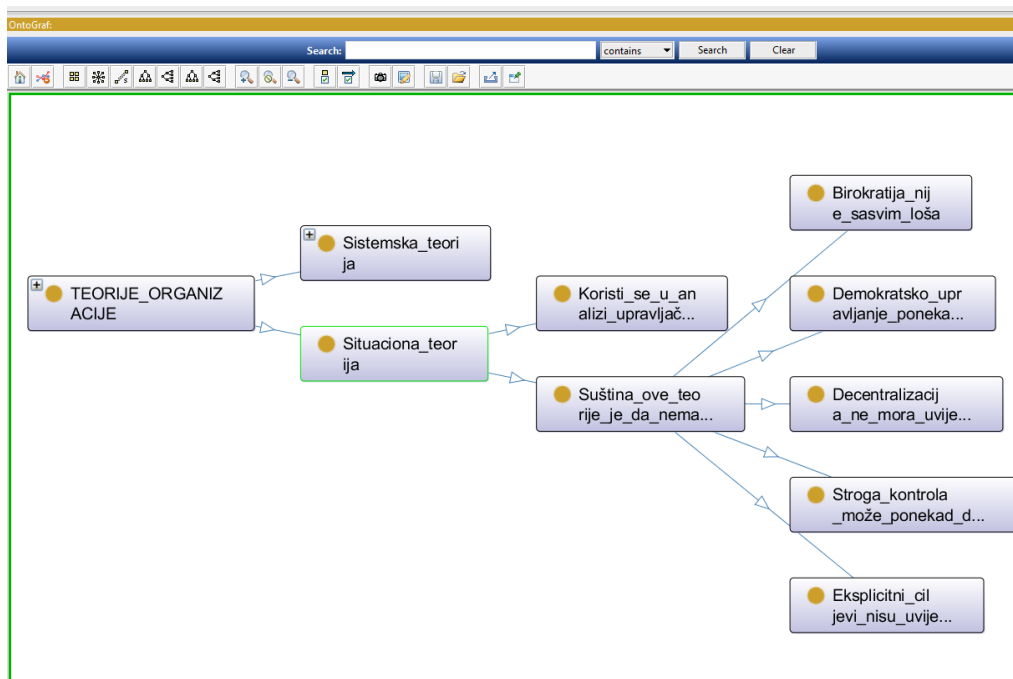 OntoGraf:
Search:
contains
Search
Clear
Birokratija_nij
e_sasvim_loša
Sistemska_teori
ja
TEORIJE_ORGANIZ
ACIJE
Koristi_se_u_an
alizi_upravljač...
Demokratsko_upr
avljanje_poneka...
Situaciona_teor
ija
Suština_ove_teo
rije_je_da_nema...
Decentralizacij
a_ne_mora_uvije...
Stroga_kontrola
_može_ponekad_d...
Eksplicitni_cil
jevi_nisu_uvije...